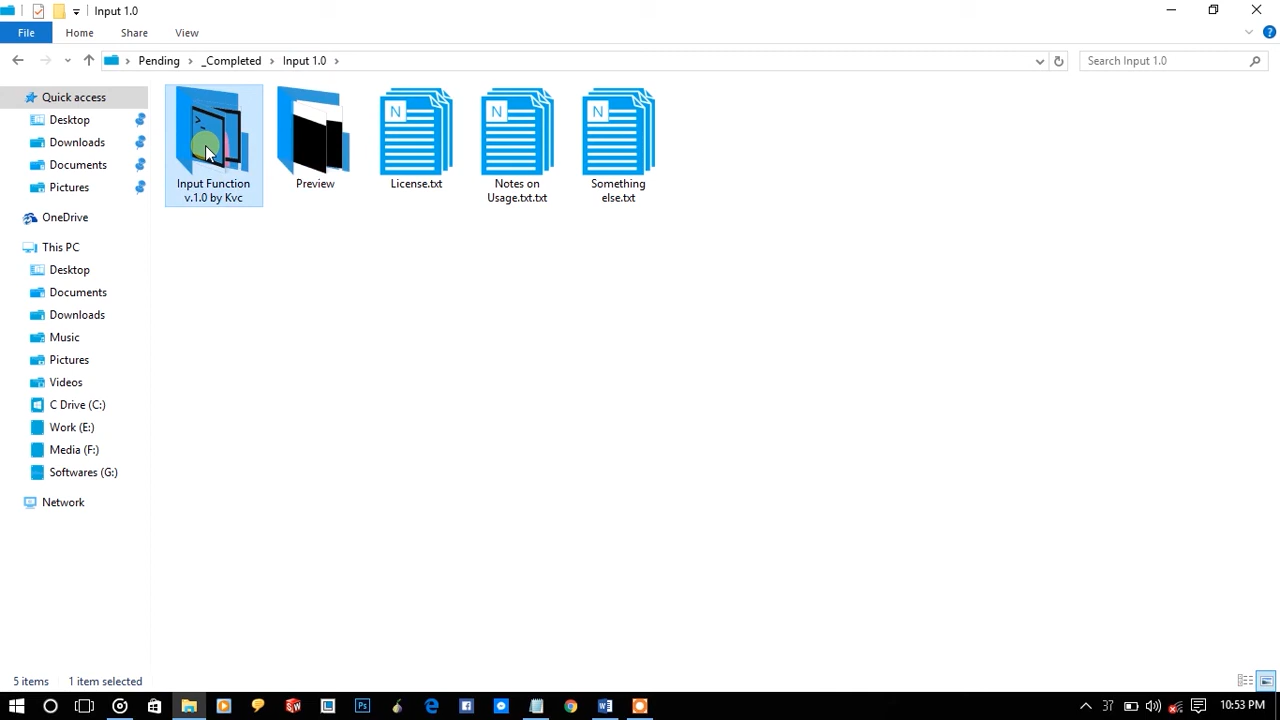 Input 1.0
File
Home
Share
View
Pending
_Completed
Input 1.0
Search Input 1.0
Quick access
Desktop
Downloads
Documents
Pictures
OneDrive
This PC
Desktop
Documents
Downloads
Music
Pictures
Videos
C Drive (C:)
Work (E:)
Media (F:)
Softwares (G:)
Network
Input Function
v.1.0 by Kvc
Preview
N
License.txt
N
Notes on
Usage.txt.txt
N
Something
else.txt
5 items
1 item selected
Ps
37
10:53 PM